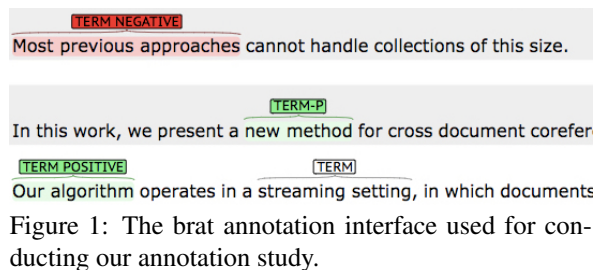 TERM NEGATIVE
Most previous approaches cannot handle collections of this size.
TERM-P
In this work, we present a new method for cross document corefer
TERM POSITIVE TERM
Our algorithm operates in a streaming setting, in which documents
Figure 1: The brat annotation interface used for con-
ducting our annotation study.